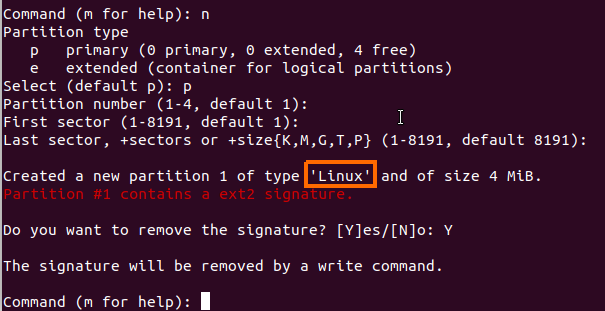 Command (m for help): n
Partition type
p primary (0 primary, 0 extended, 4 free)
e extended (container for logical partitions)
Select (default p): p
Partition number (1-4, default 1):
First sector (1-8191, default 1):
Last sector, +sectors or +size{K,M,G,T,P} (1-8191, default 8191):
Created a new partition 1 of type 'Linux' and of size 4 MiB.
Partition #1 contains a ext2 signature.
Do you want to remove the signature? [Y]es/[N]o: Y
The signature will be removed by a write command.
Command (m for help):